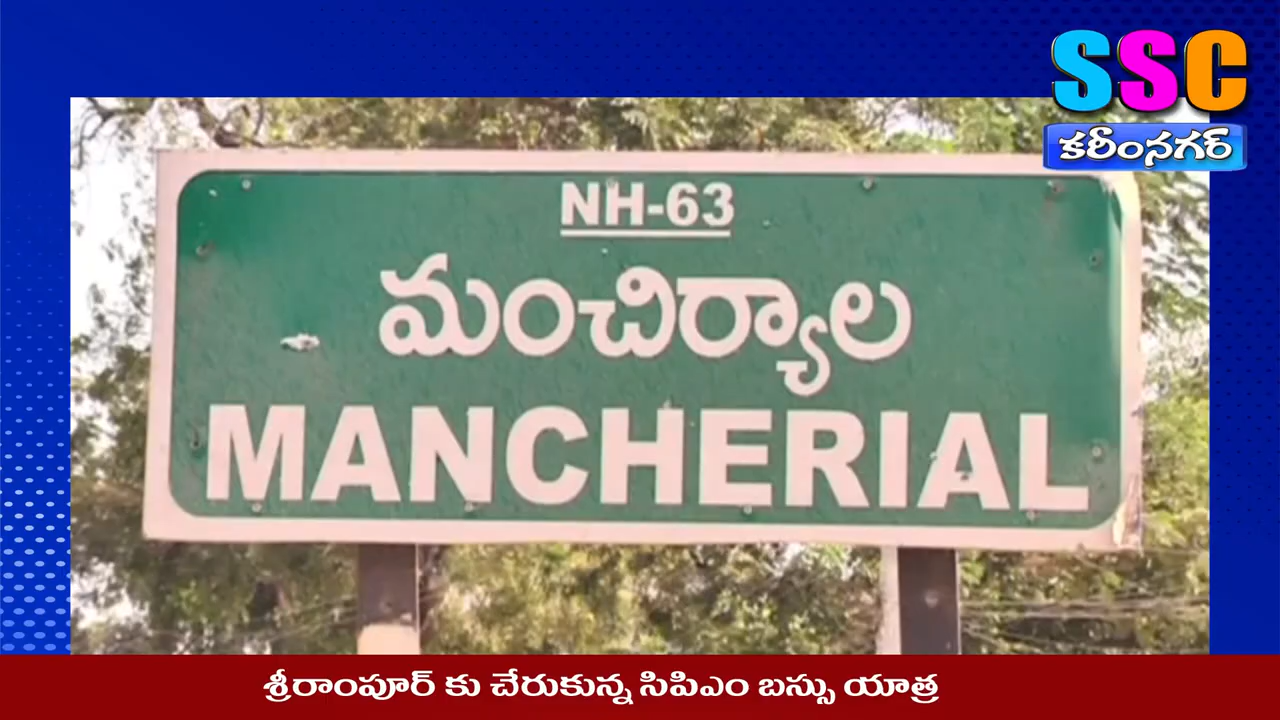 SSC
కరీంనగర్
NH-63
మంచిర్యాల
MANCHERIAL
శ్రీరాంపూర్ కు చేరుకున్న సిపిఎం బస్సు యాత్ర